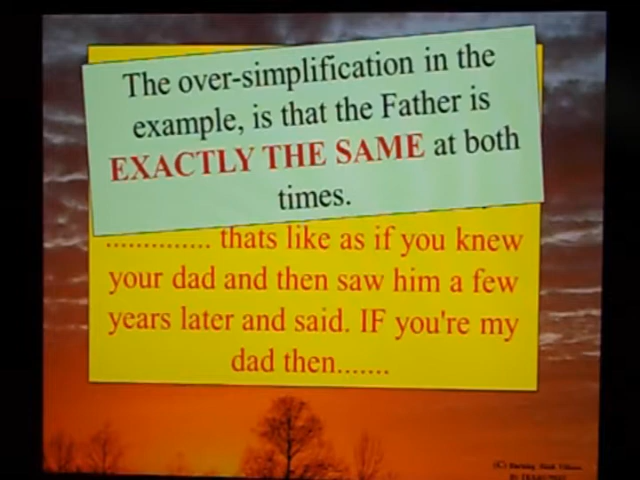 The over-simplification in the
example, is that the Father is
EXACTLY THE SAME at both
times.
.............. thats like as if you knew
your dad and then saw him a few
years later and said. IF you're my
dad then.......